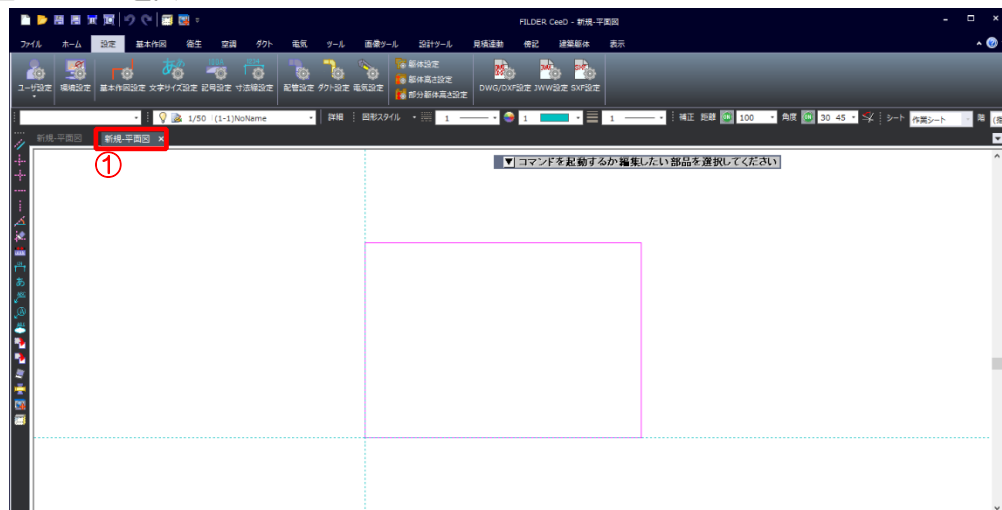 FILDER CeeD - 新規-平面図
ファイル ホーム 設定 基本作図 衛生 空調 ダクト 電気 ツール 画像ツール 設計ツール 見積連動 傍記 建築躯体 表示
躯体設定
躯体高さ設定
ユーザ設定 環境設定 基本作図設定 文字サイズ設定 記号設定 寸法線設定 配管設定 ダクト設定 電気設定 部分躯体高さ設定 DWG/DXF設定 JWW設定 SXF設定
1/50 (1-1)NoName 詳細 図形スタイル 1 1 1 補正 距離 100 角度 30 45 シート 作業シート 階
新規-平面図 新規-平面図 ×
①
▼ コマンドを起動するか編集したい部品を選択してください